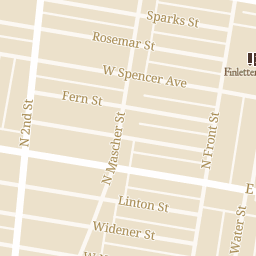 Sparks St
Rosemar St
W Spencer Ave
Finletter
Fern St
N 2nd St
N Mascher St
N Front St
E
Linton St
Widener St
Water St